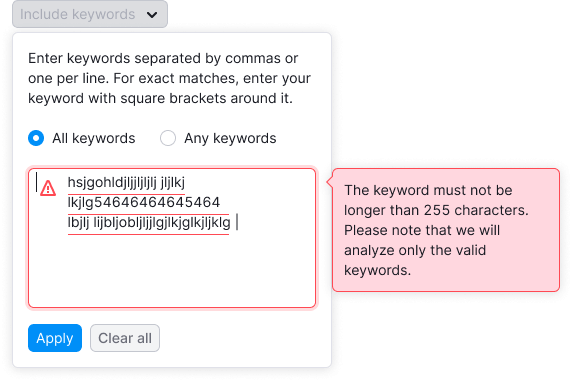 Include keywords
Enter keywords separated by commas or
one per line. For exact matches, enter your
keyword with square brackets around it.
All keywords
Any keywords
hsjgohldjljjljljlj jljlkj
lkjlg54646464645464
lbjlj lijbljobljljjlgjlkjglkjljklg
The keyword must not be
longer than 255 characters.
Please note that we will
analyze only the valid
keywords.
Apply
Clear all